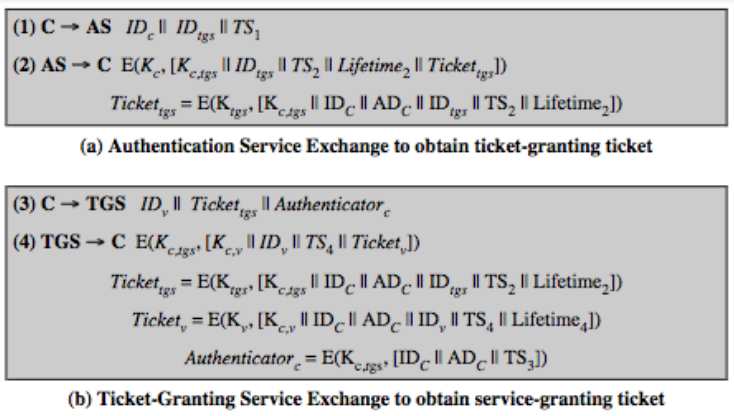 (1) C → AS ID_c || ID_tgs || TS_1
(2) AS → C E(K_c, [K_c,tgs || ID_tgs || TS_2 || Lifetime_2 || Ticket_tgs])
Ticket_tgs = E(K_tgs, [K_c,tgs || ID_C || AD_C || ID_tgs || TS_2 || Lifetime_2])
(a) Authentication Service Exchange to obtain ticket-granting ticket
(3) C → TGS ID_v || Ticket_tgs || Authenticator_c
(4) TGS → C E(K_c,tgs, [K_c,v || ID_v || TS_4 || Ticket_v])
Ticket_tgs = E(K_tgs, [K_c,tgs || ID_C || AD_C || ID_tgs || TS_2 || Lifetime_2])
Ticket_v = E(K_v, [K_c,v || ID_C || AD_C || ID_v || TS_4 || Lifetime_4])
Authenticator_c = E(K_c,tgs, [ID_C || AD_C || TS_3])
(b) Ticket-Granting Service Exchange to obtain service-granting ticket